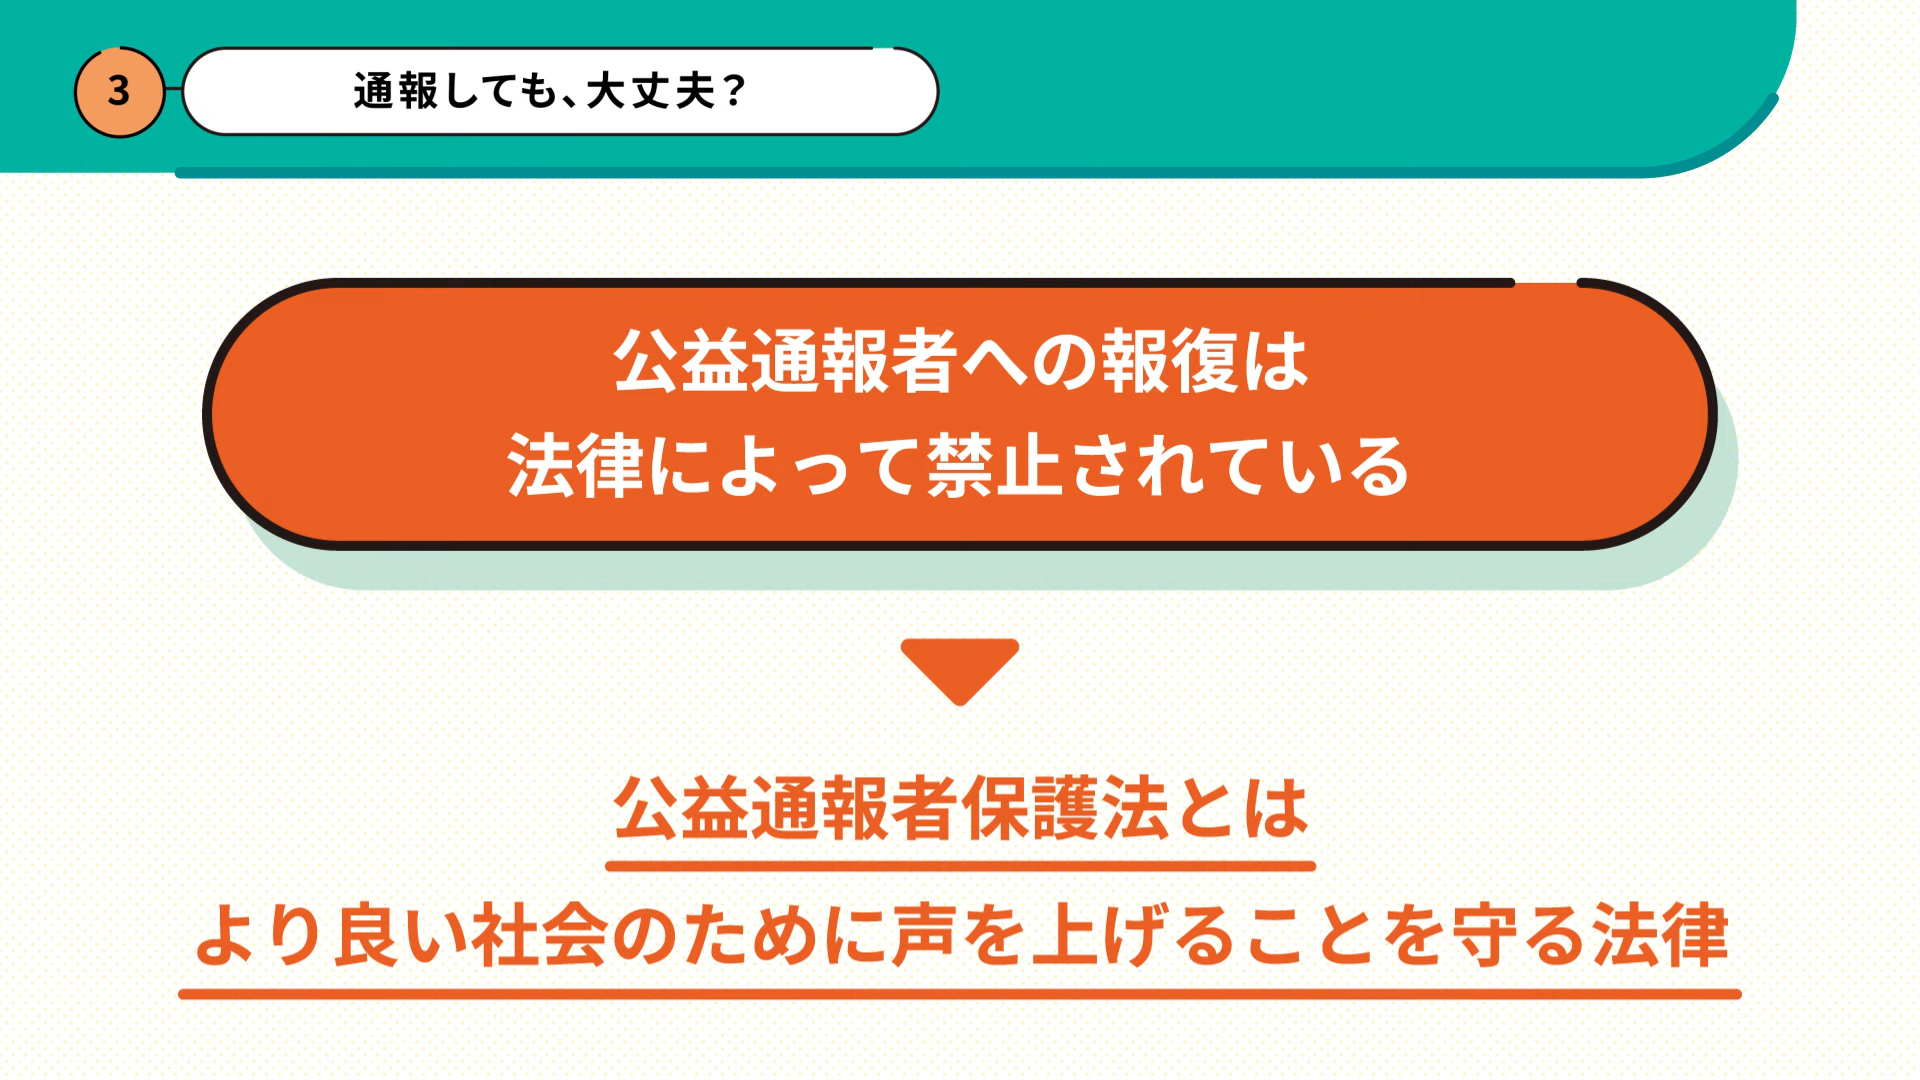 3
通報しても、大丈夫？
公益通報者への報復は
法律によって禁止されている
公益通報者保護法とは
より良い社会のために声を上げることを守る法律